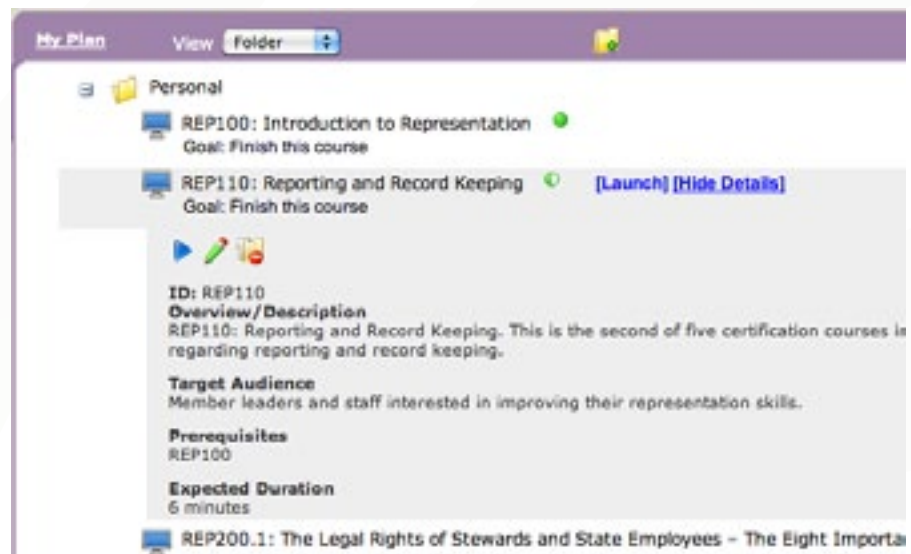 My Plan View Folder
Personal
REP100: Introduction to Representation
Goal: Finish this course
REP110: Reporting and Record Keeping [Launch] [Hide Details]
Goal: Finish this course
ID: REP110
Overview/Description
REP110: Reporting and Record Keeping. This is the second of five certification courses
regarding reporting and record keeping.
Target Audience
Member leaders and staff interested in improving their representation skills.
Prerequisites
REP100
Expected Duration
6 minutes
REP200.1: The Legal Rights of Stewards and State Employees – The Eight